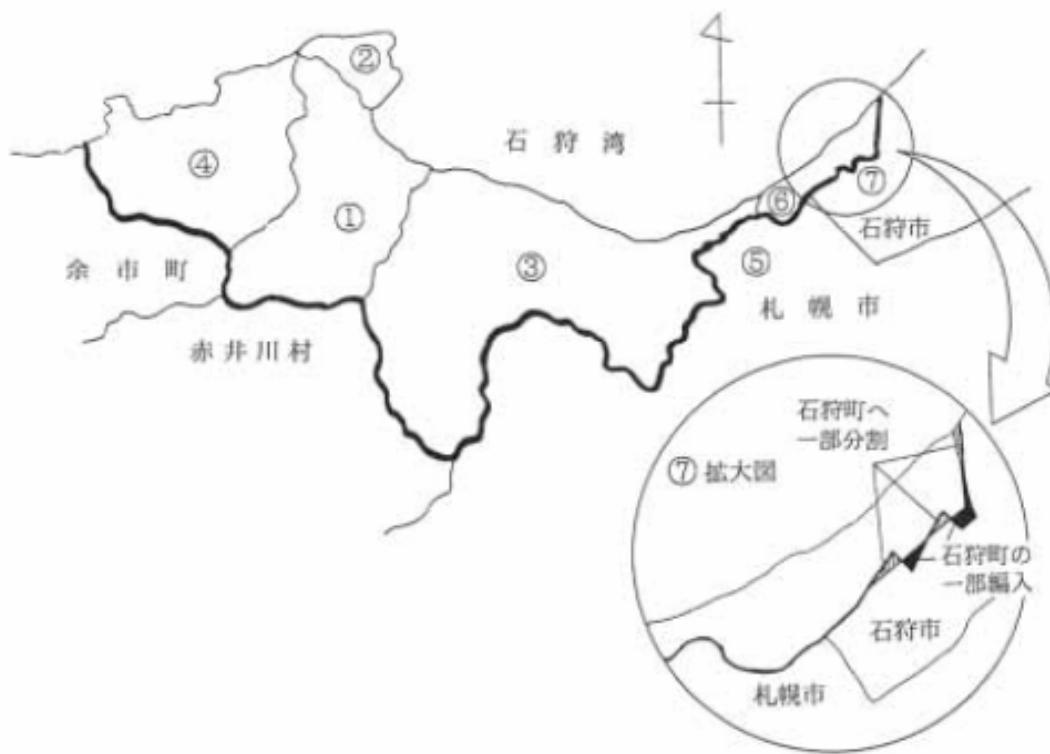 ②
④
①
石狩湾
⑦
⑥
石狩市
③
⑤
余市町
札幌市
赤井川村
石狩町へ
一部分割
⑦拡大図
石狩町の
一部編入
石狩市
札幌市